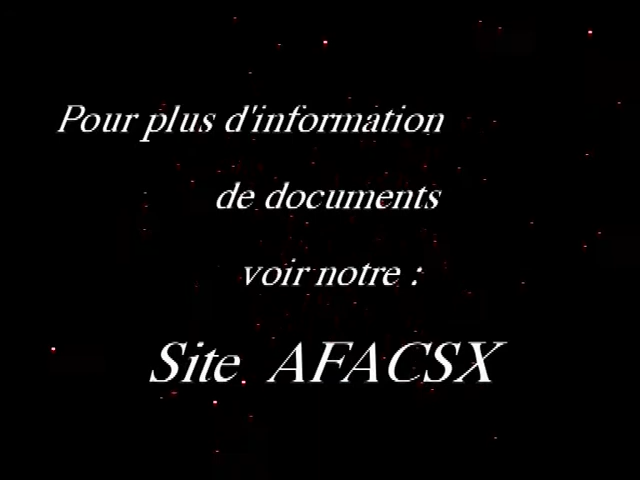 Pour plus d'information
de documents
voir notre :
Site AFACSX